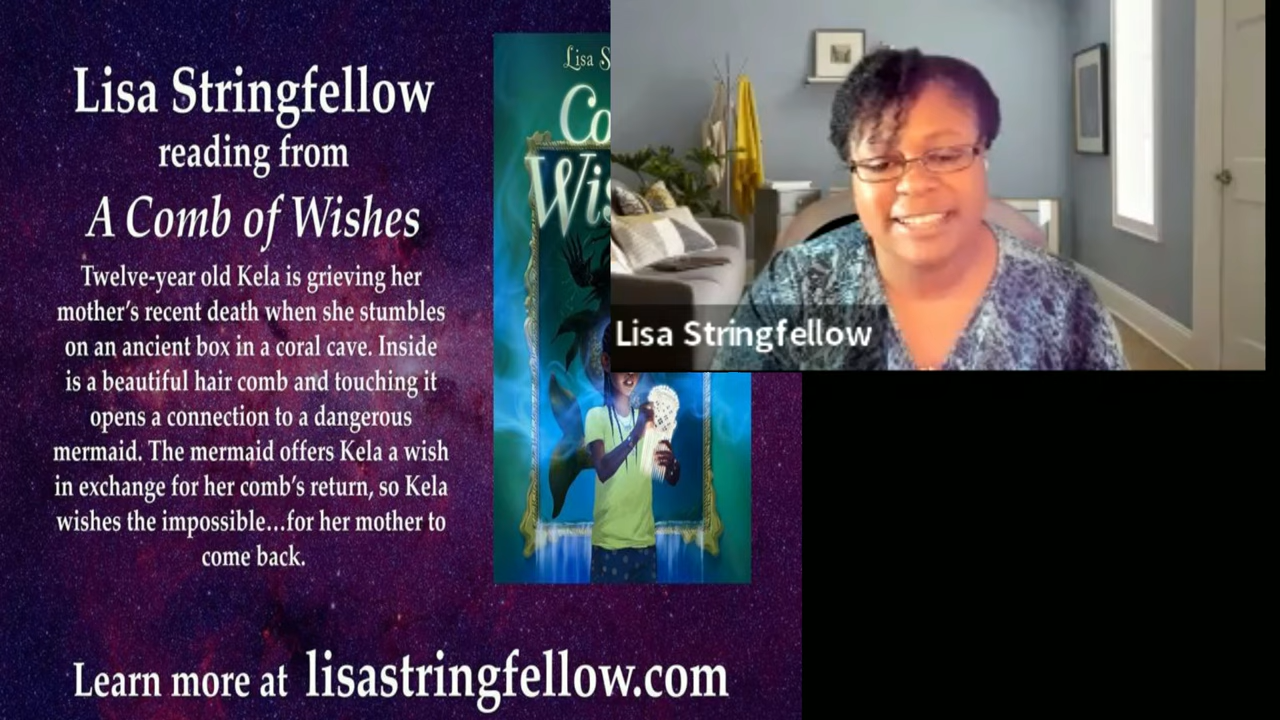 Lisa Stringfellow
reading from
A Comb of Wishes
Twelve-year old Kela is grieving her
mother's recent death when she stumbles
on an ancient box in a coral cave. Inside
is a beautiful hair comb and touching it
opens a connection to a dangerous
mermaid. The mermaid offers Kela a wish
in exchange for her comb's return, so Kela
wishes the impossible…for her mother to
come back.
Learn more at lisastringfellow.com
Lisa
Lisa Stringfellow